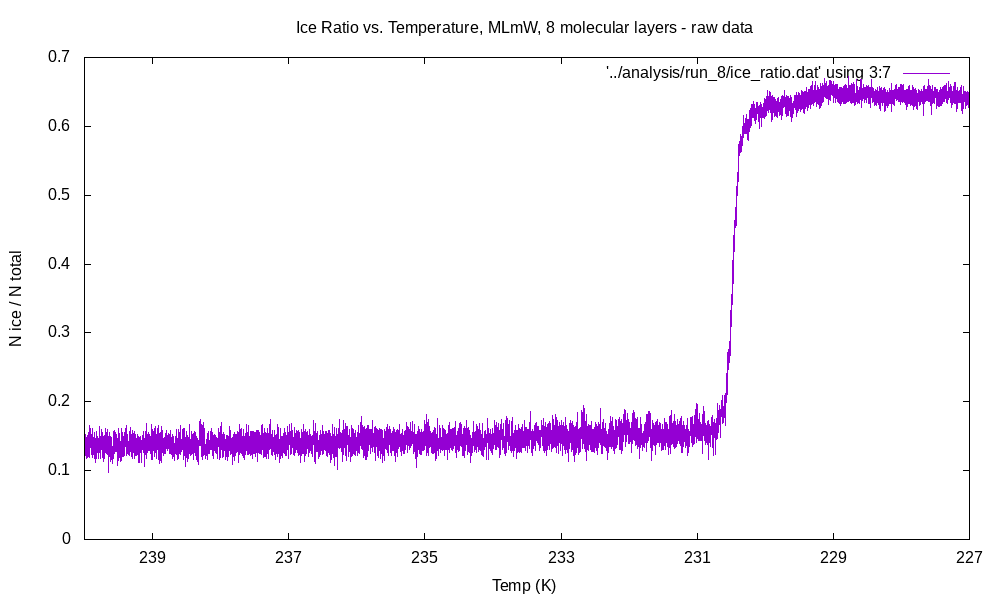 Ice Ratio vs. Temperature, MLmW, 8 molecular layers - raw data
'../analysis/run_8/ice_ratio.dat' using 3:7
0.7
0.6
0.5
0.4
0.3
0.2
0.1
0
N ice / N total
239 237 235 233 231 229 227
Temp (K)